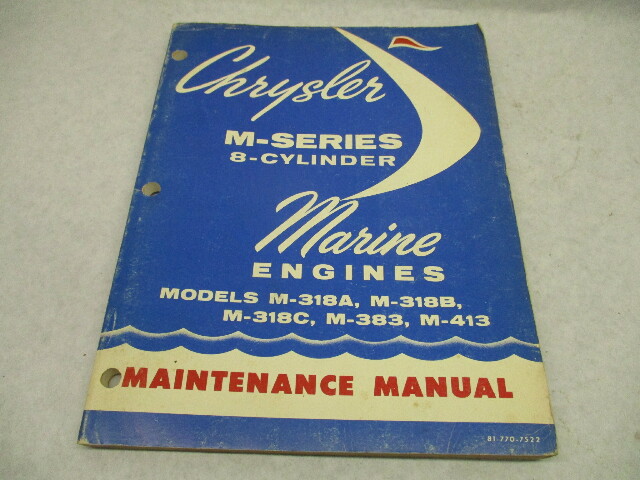 Chrysler
M-SERIES
8-CYLINDER
Marine
ENGINES
MODELS M-318A, M-318B,
M-318C, M-383, M-413
MAINTENANCE MANUAL
81-770-7522